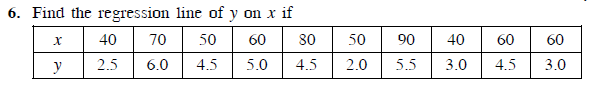 6. Find the regression line of y on x if
x 40 70 50 60 80 50 90 40 60 60
y 2.5 6.0 4.5 5.0 4.5 2.0 5.5 3.0 4.5 3.0